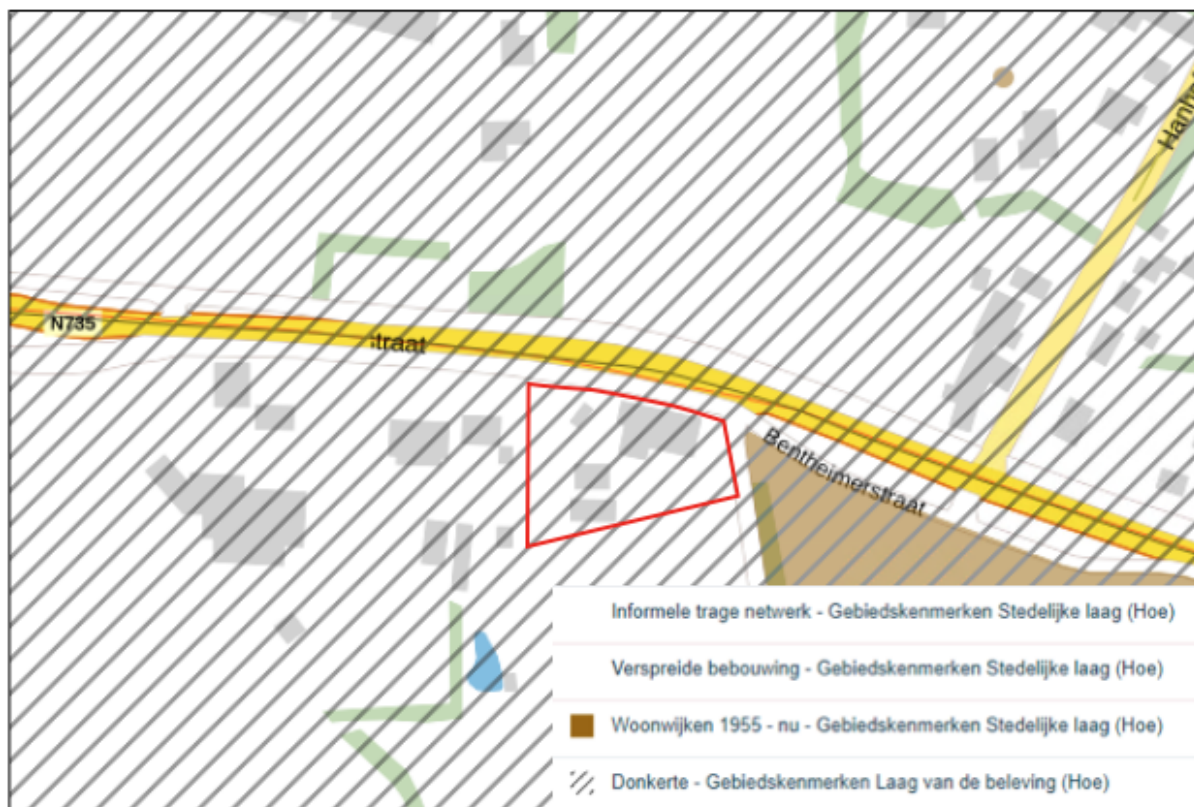 N735
traat
Bentheimerstraat
Informele trage netwerk - Gebiedskenmerken Stedelijke laag (Hoe)
Verspreide bebouwing - Gebiedskenmerken Stedelijke laag (Hoe)
Woonwijken 1955 - nu - Gebiedskenmerken Stedelijke laag (Hoe)
Donkerte - Gebiedskenmerken Laag van de beleving (Hoe)